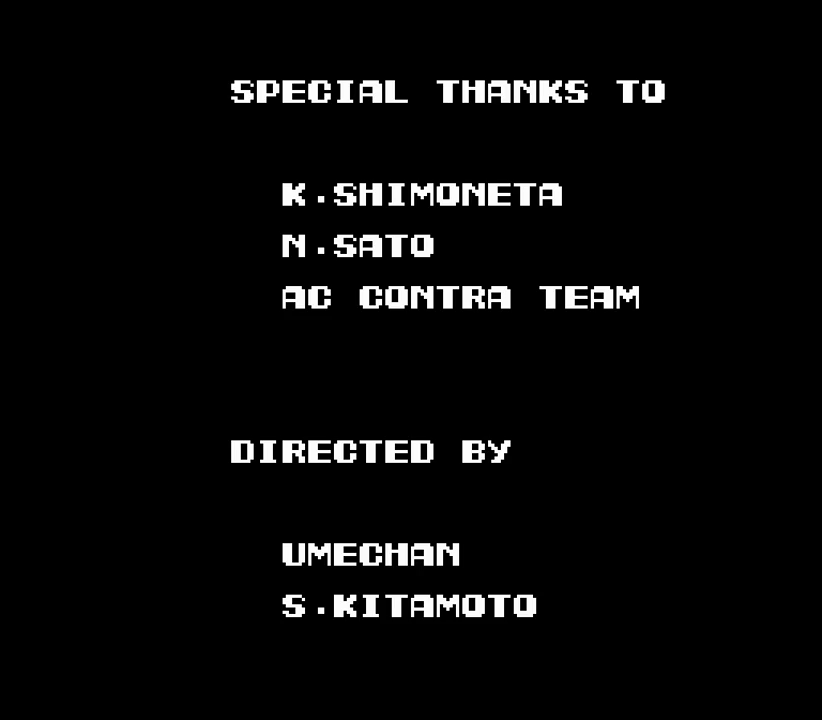 SPECIAL THANKS TO
K.SHIMONETA
N.SATO
AC CONTRA TEAM
DIRECTED BY
UMECHAN
S.KITAMOTO